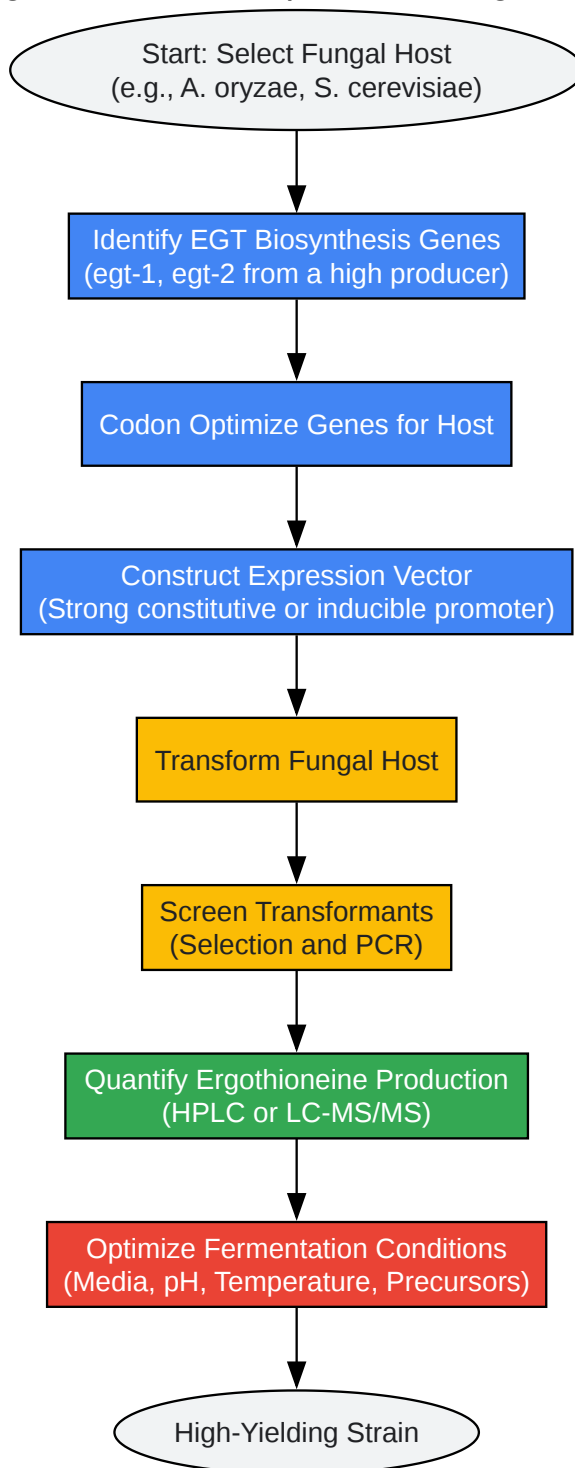 Start: Select Fungal Host
(e.g., A. oryzae, S. cerevisiae)
Identify EGT Biosynthesis Genes
(egt-1, egt-2 from a high producer)
Codon Optimize Genes for Host
Construct Expression Vector
(Strong constitutive or inducible promoter)
Transform Fungal Host
Screen Transformants
(Selection and PCR)
Quantify Ergothioneine Production
(HPLC or LC-MS/MS)
Optimize Fermentation Conditions
(Media, pH, Temperature, Precursors)
High-Yielding Strain